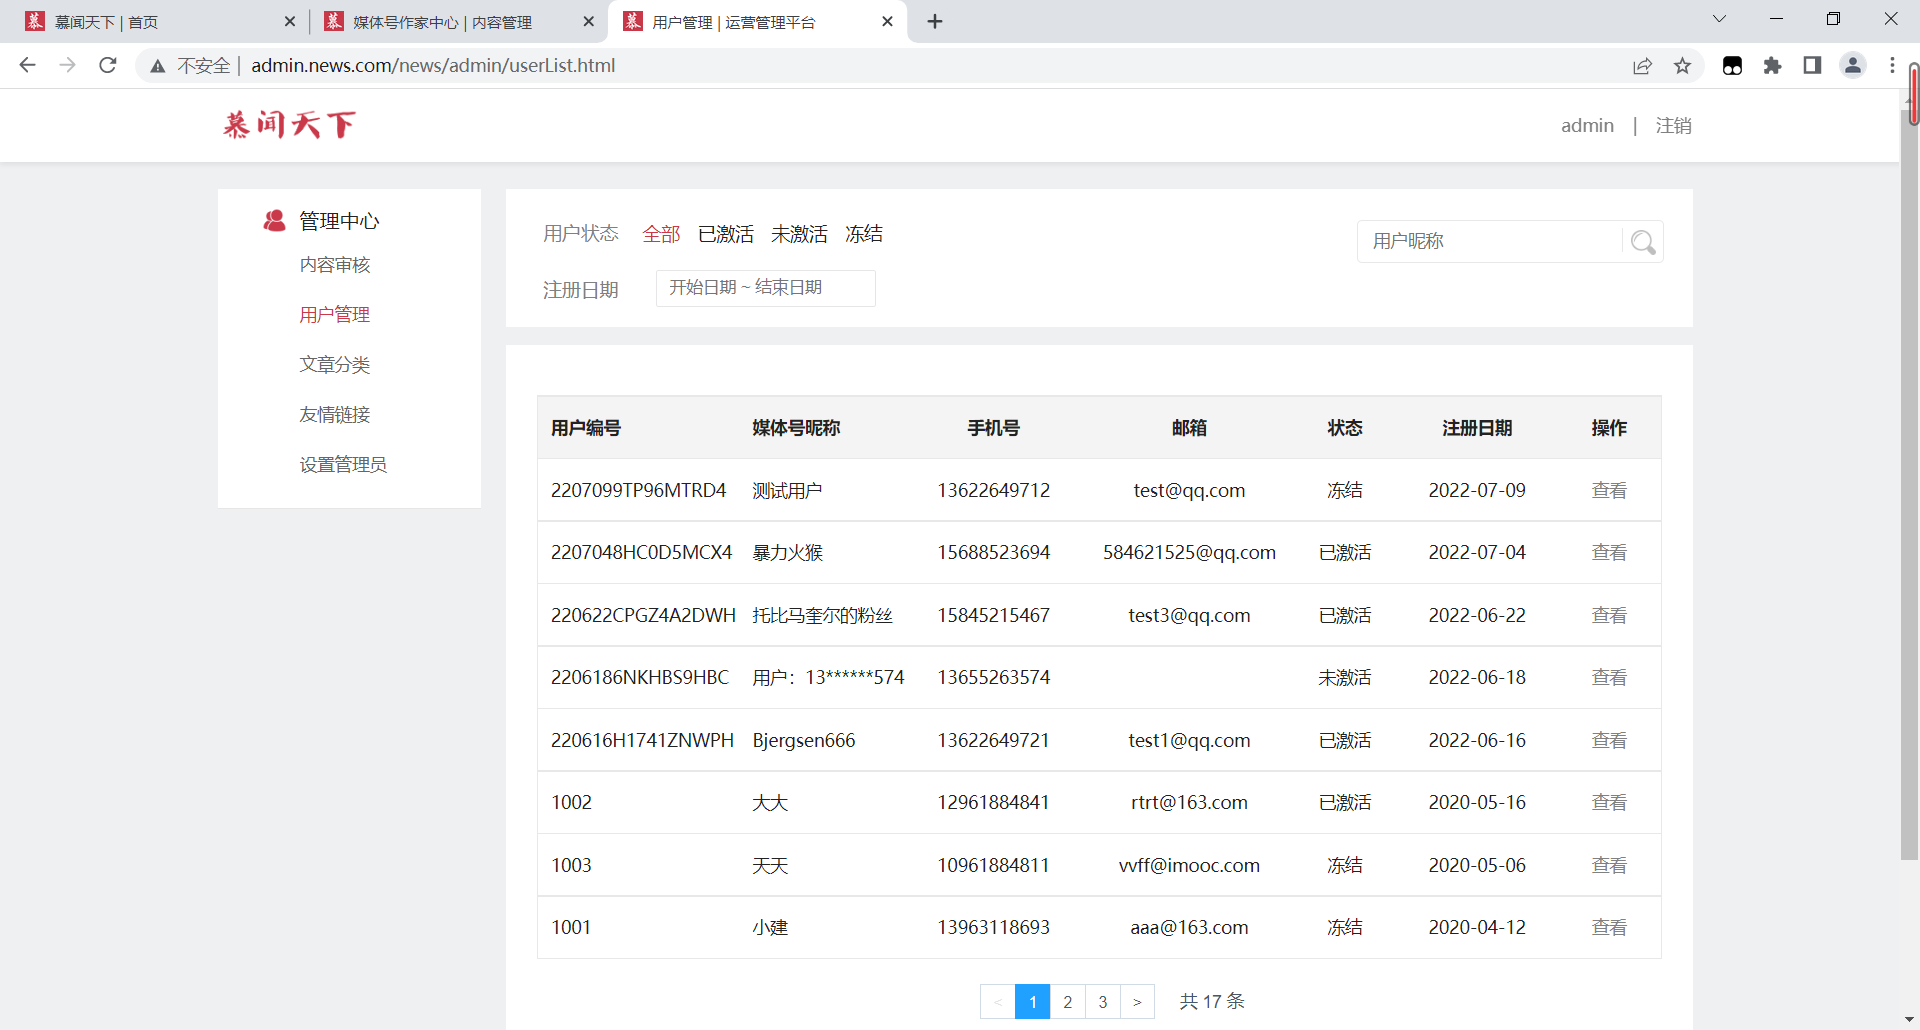 慕闻天下 | 首页
媒体号作家中心 | 内容管理
用户管理 | 运营管理平台
不安全 | admin.news.com/news/admin/userList.html
慕闻天下
admin | 注销
管理中心
内容审核
用户管理
文章分类
友情链接
设置管理员
用户状态 全部 已激活 未激活 冻结
用户昵称
注册日期 开始日期 ~ 结束日期
用户编号 媒体号昵称 手机号 邮箱 状态 注册日期 操作
2207099TP96MTRD4 测试用户 13622649712 test@qq.com 冻结 2022-07-09 查看
2207048HC0D5MCX4 暴力火猴 15688523694 584621525@qq.com 已激活 2022-07-04 查看
220622CPGZ4A2DWH 托比马奎尔的粉丝 15845215467 test3@qq.com 已激活 2022-06-22 查看
2206186NKHBS9HBC 用户：13******574 13655263574 未激活 2022-06-18 查看
220616H1741ZNWPH Bjergsen666 13622649721 test1@qq.com 已激活 2022-06-16 查看
1002 大大 12961884841 rtrt@163.com 已激活 2020-05-16 查看
1003 天天 10961884811 vvff@imooc.com 冻结 2020-05-06 查看
1001 小建 13963118693 aaa@163.com 冻结 2020-04-12 查看
< 1 2 3 > 共 17 条